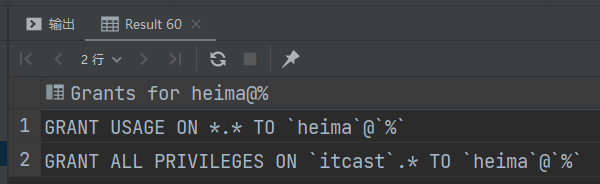 输出
Result 60
2 行
Grants for heima@%
1 GRANT USAGE ON *.* TO `heima`@`%`
2 GRANT ALL PRIVILEGES ON `itcast`.* TO `heima`@`%`